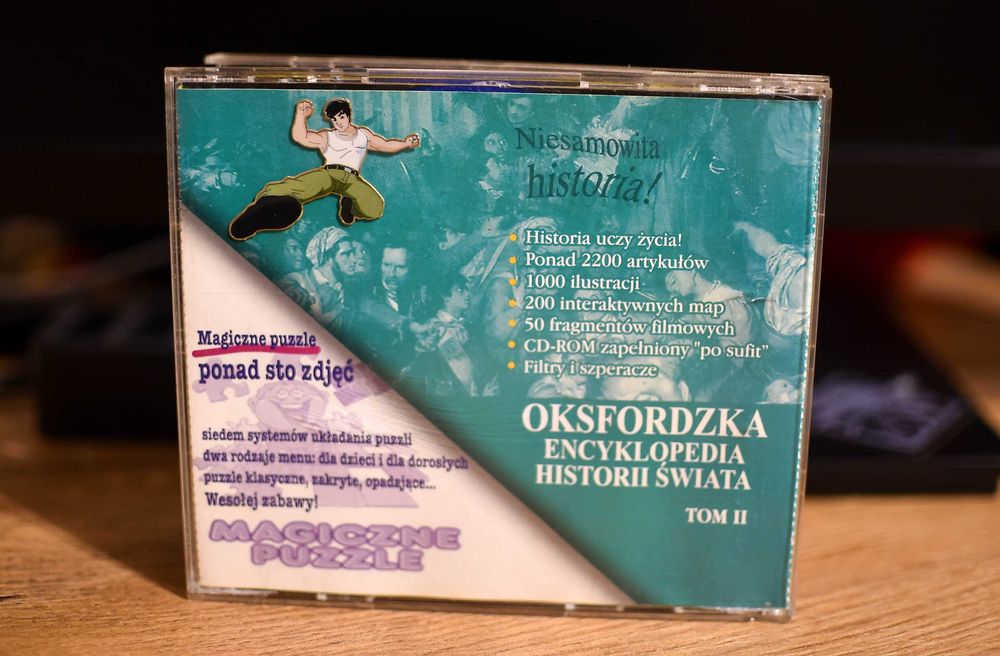 Niesamowita
historia!
Historia uczy życia!
Ponad 2200 artykułów
1000 ilustracji
200 interaktywnych map
50 fragmentów filmowych
CD-ROM zapełniony "po sufit”
Filtry i szperacze
OKSFORDZKA
ENCYKLOPEDIA
HISTORII ŚWIATA
TOM II
Magiczne puzzle
ponad sto zdjęć
siedem systemów układania puzzli
dwa rodzaje menu: dla dzieci i dla dorosłych
puzzle klasyczne, zakryte, opadające...
Wesołej zabawy!
MAGICZNE
PUZZLE